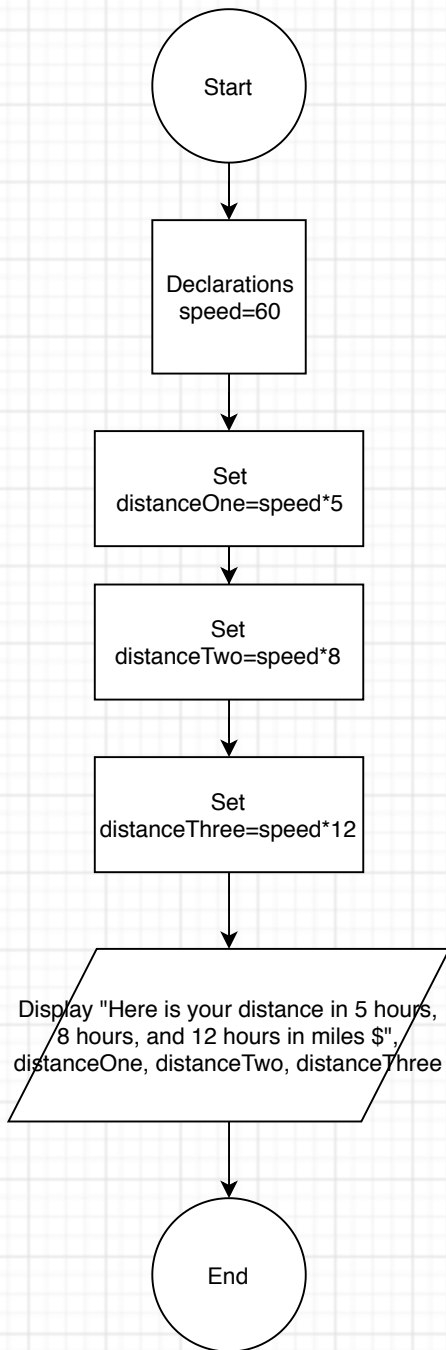 Start
Declarations
speed=60
Set
distanceOne=speed*5
Set
distanceTwo=speed*8
Set
distanceThree=speed*12
Display "Here is your distance in 5 hours,
8 hours, and 12 hours in miles $",
distanceOne, distanceTwo, distanceThree
End